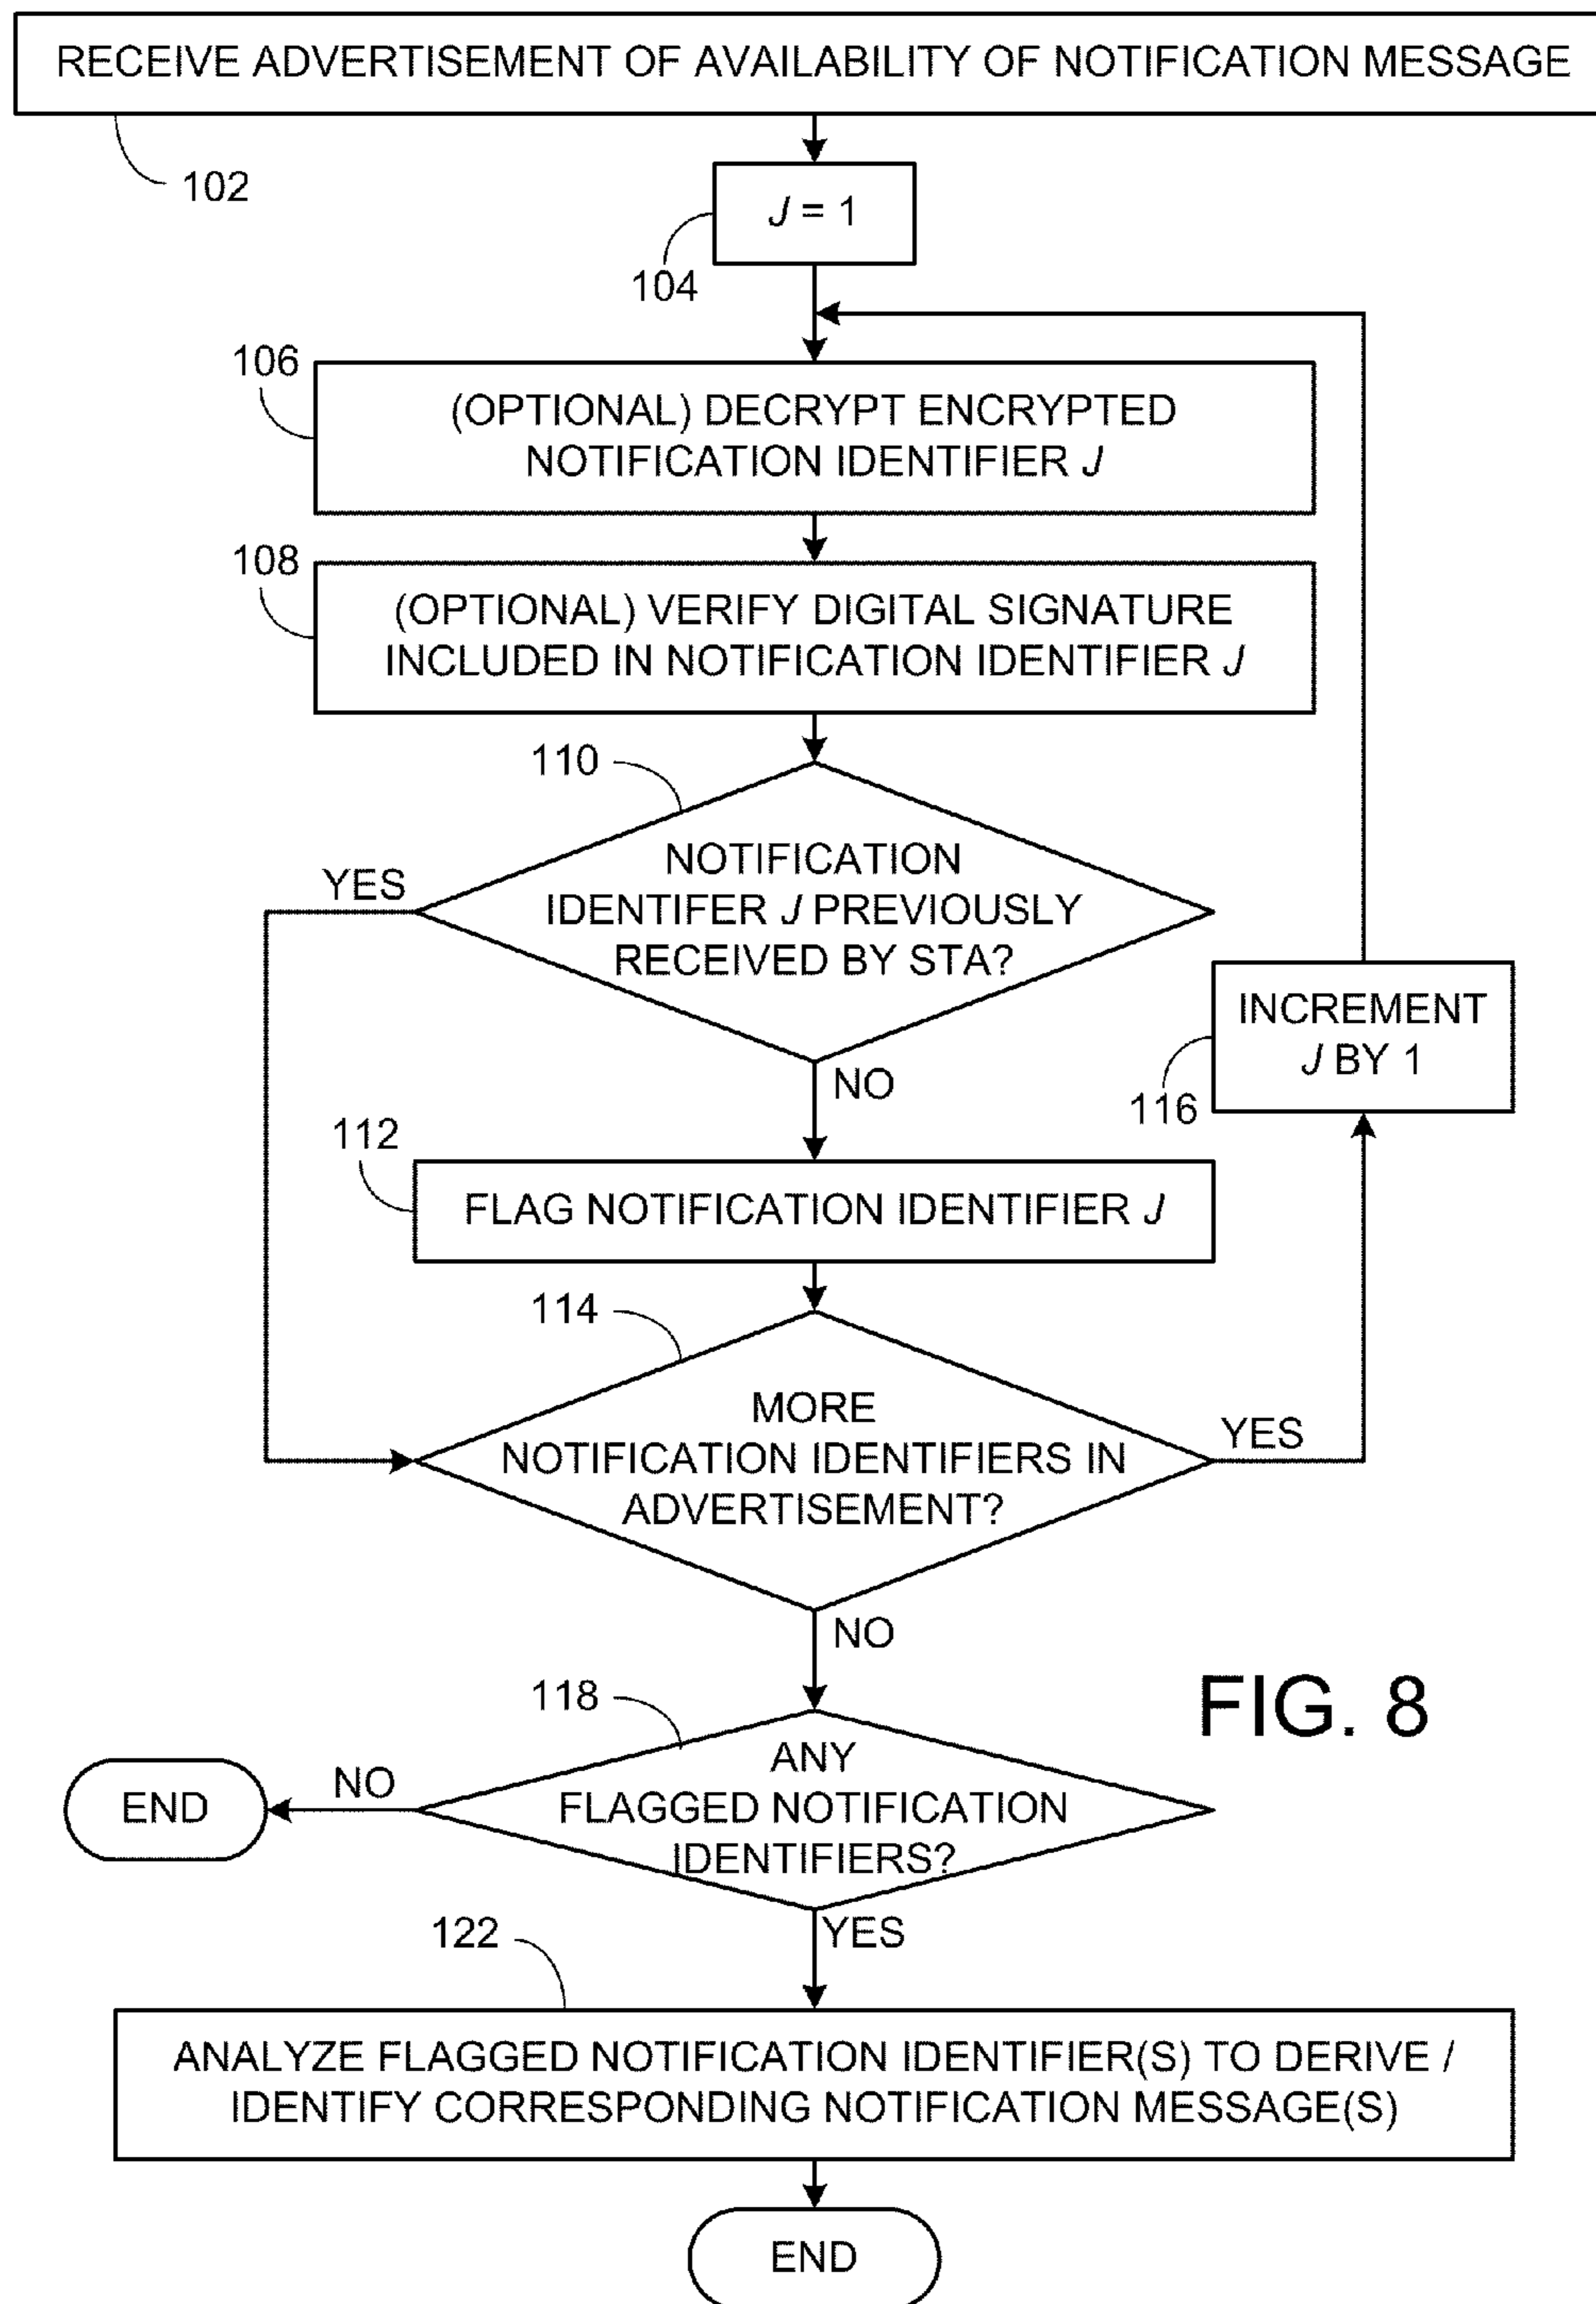 RECEIVE ADVERTISEMENT OF AVAILABILITY OF NOTIFICATION MESSAGE
102
J = 1
104
106
(OPTIONAL) DECRYPT ENCRYPTED
NOTIFICATION IDENTIFIER J
108
(OPTIONAL) VERIFY DIGITAL SIGNATURE
INCLUDED IN NOTIFICATION IDENTIFIER J
110
YES
NOTIFICATION
IDENTIFER J PREVIOUSLY
RECEIVED BY STA?
NO
INCREMENT
J BY 1
116
112
FLAG NOTIFICATION IDENTIFIER J
114
MORE
NOTIFICATION IDENTIFIERS IN
ADVERTISEMENT?
YES
NO
FIG. 8
118
ANY
FLAGGED NOTIFICATION
IDENTIFIERS?
NO
END
YES
122
ANALYZE FLAGGED NOTIFICATION IDENTIFIER(S) TO DERIVE /
IDENTIFY CORRESPONDING NOTIFICATION MESSAGE(S)
END